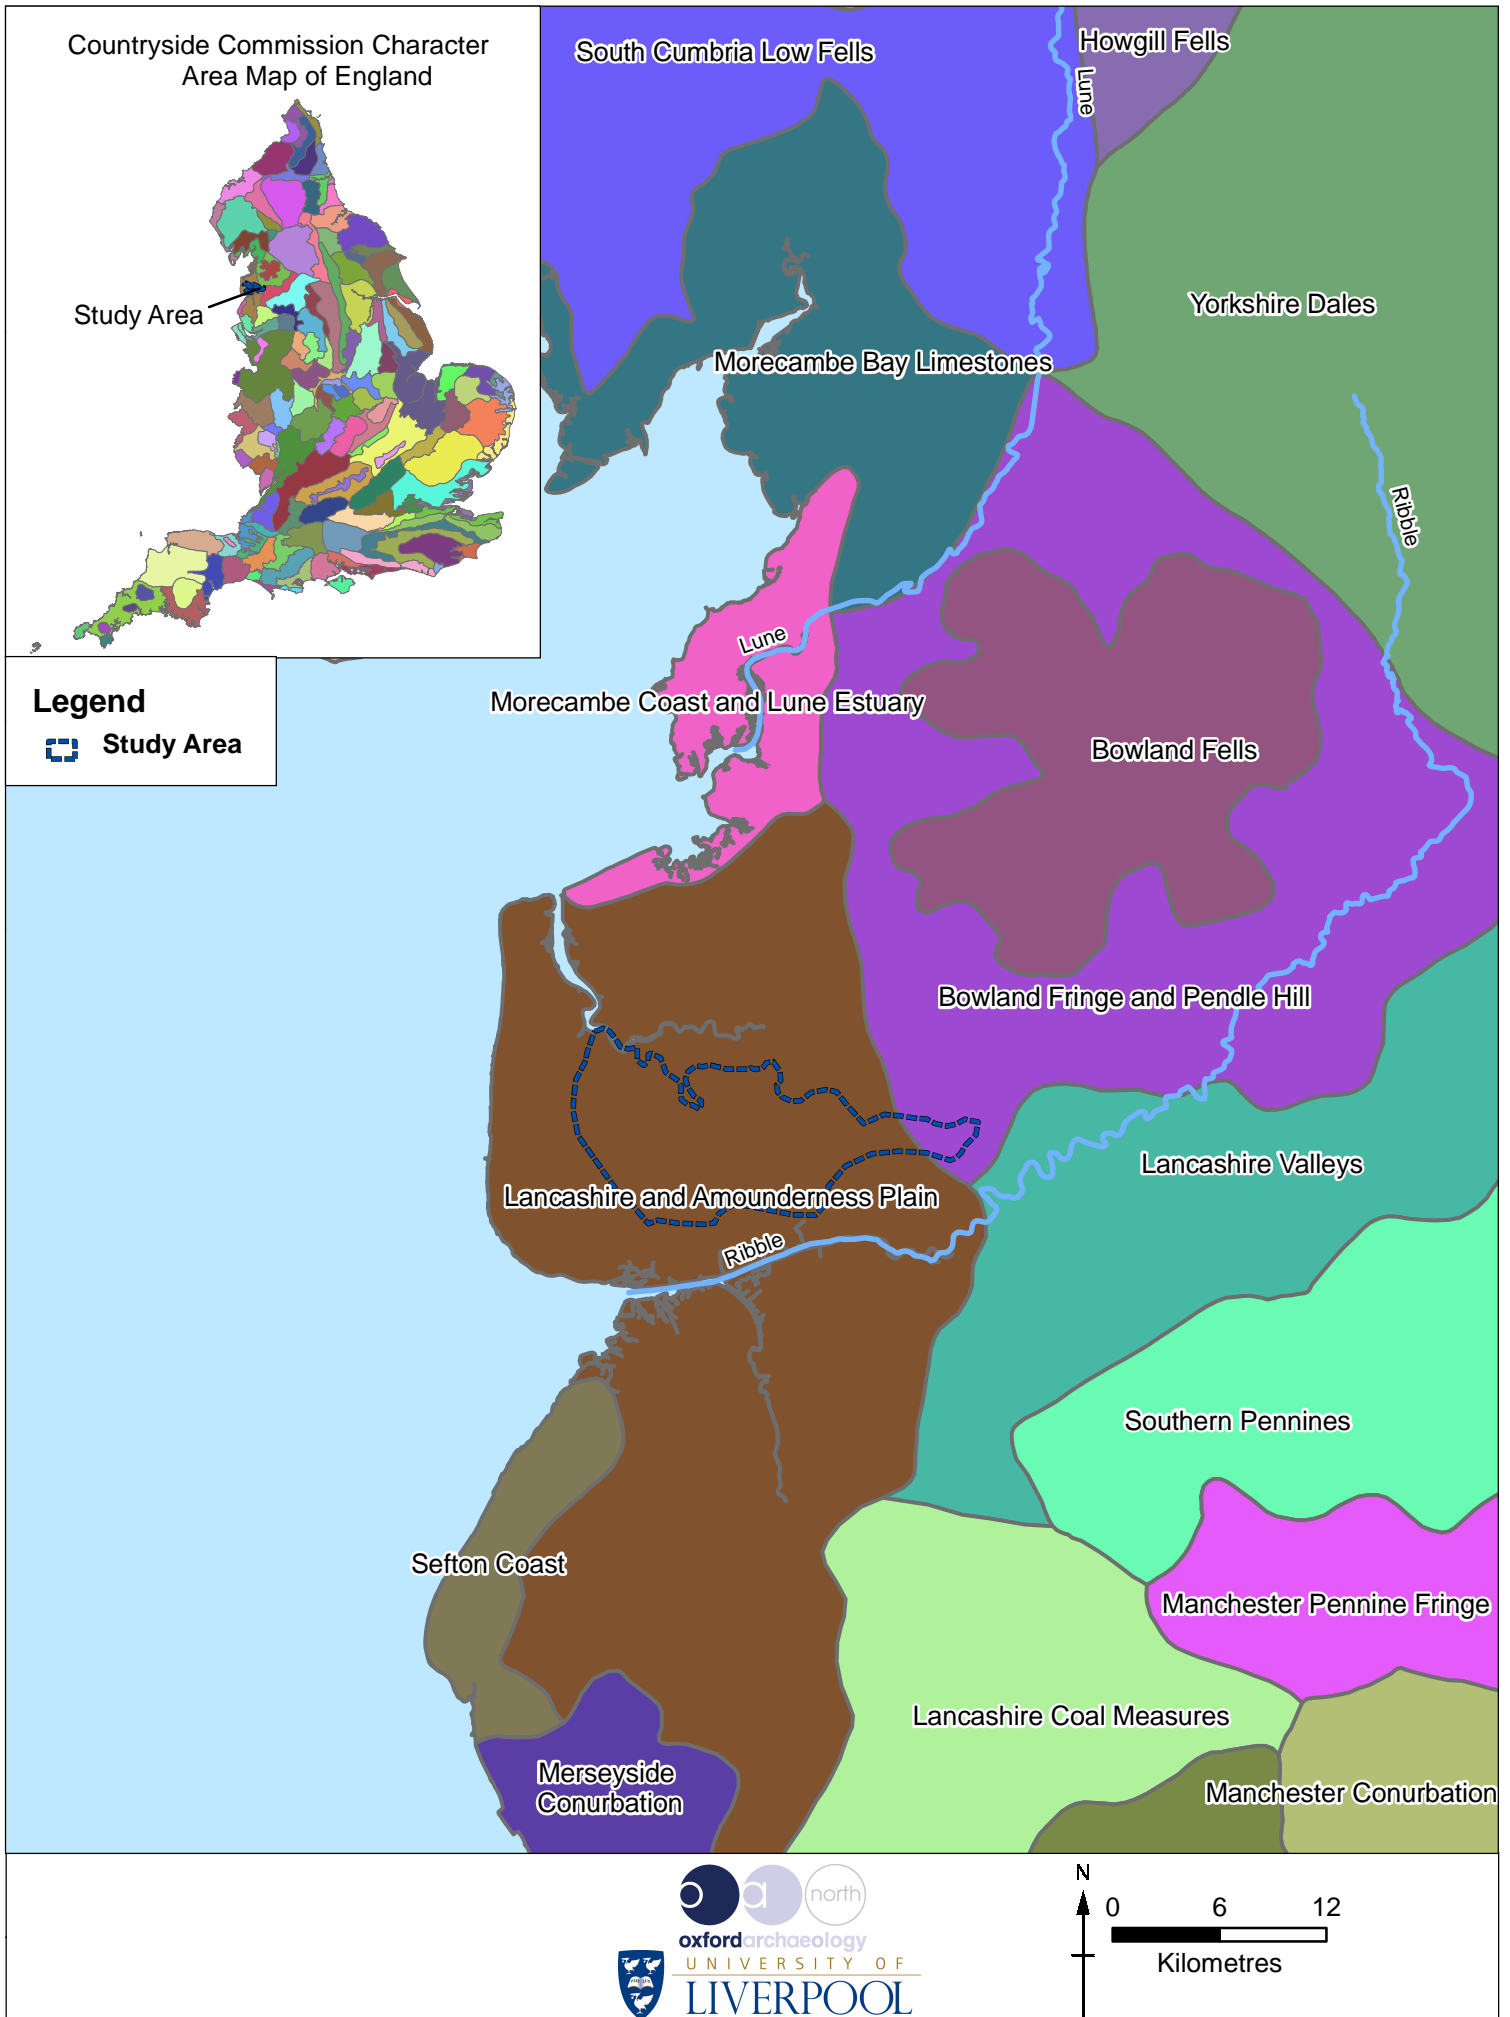 Countryside Commission Character
Area Map of England
Study Area
Legend
Study Area
South Cumbria Low Fells
Howgill Fells
Lune
Yorkshire Dales
Morecambe Bay Limestones
Ribble
Lune
Morecambe Coast and Lune Estuary
Bowland Fells
Bowland Fringe and Pendle Hill
Lancashire Valleys
Lancashire and Amounderness Plain
Ribble
Southern Pennines
Sefton Coast
Manchester Pennine Fringe
Lancashire Coal Measures
Merseyside
Conurbation
Manchester Conurbation
oa north
oxfordarchaeology
UNIVERSITY OF
LIVERPOOL
N
0 6 12
Kilometres